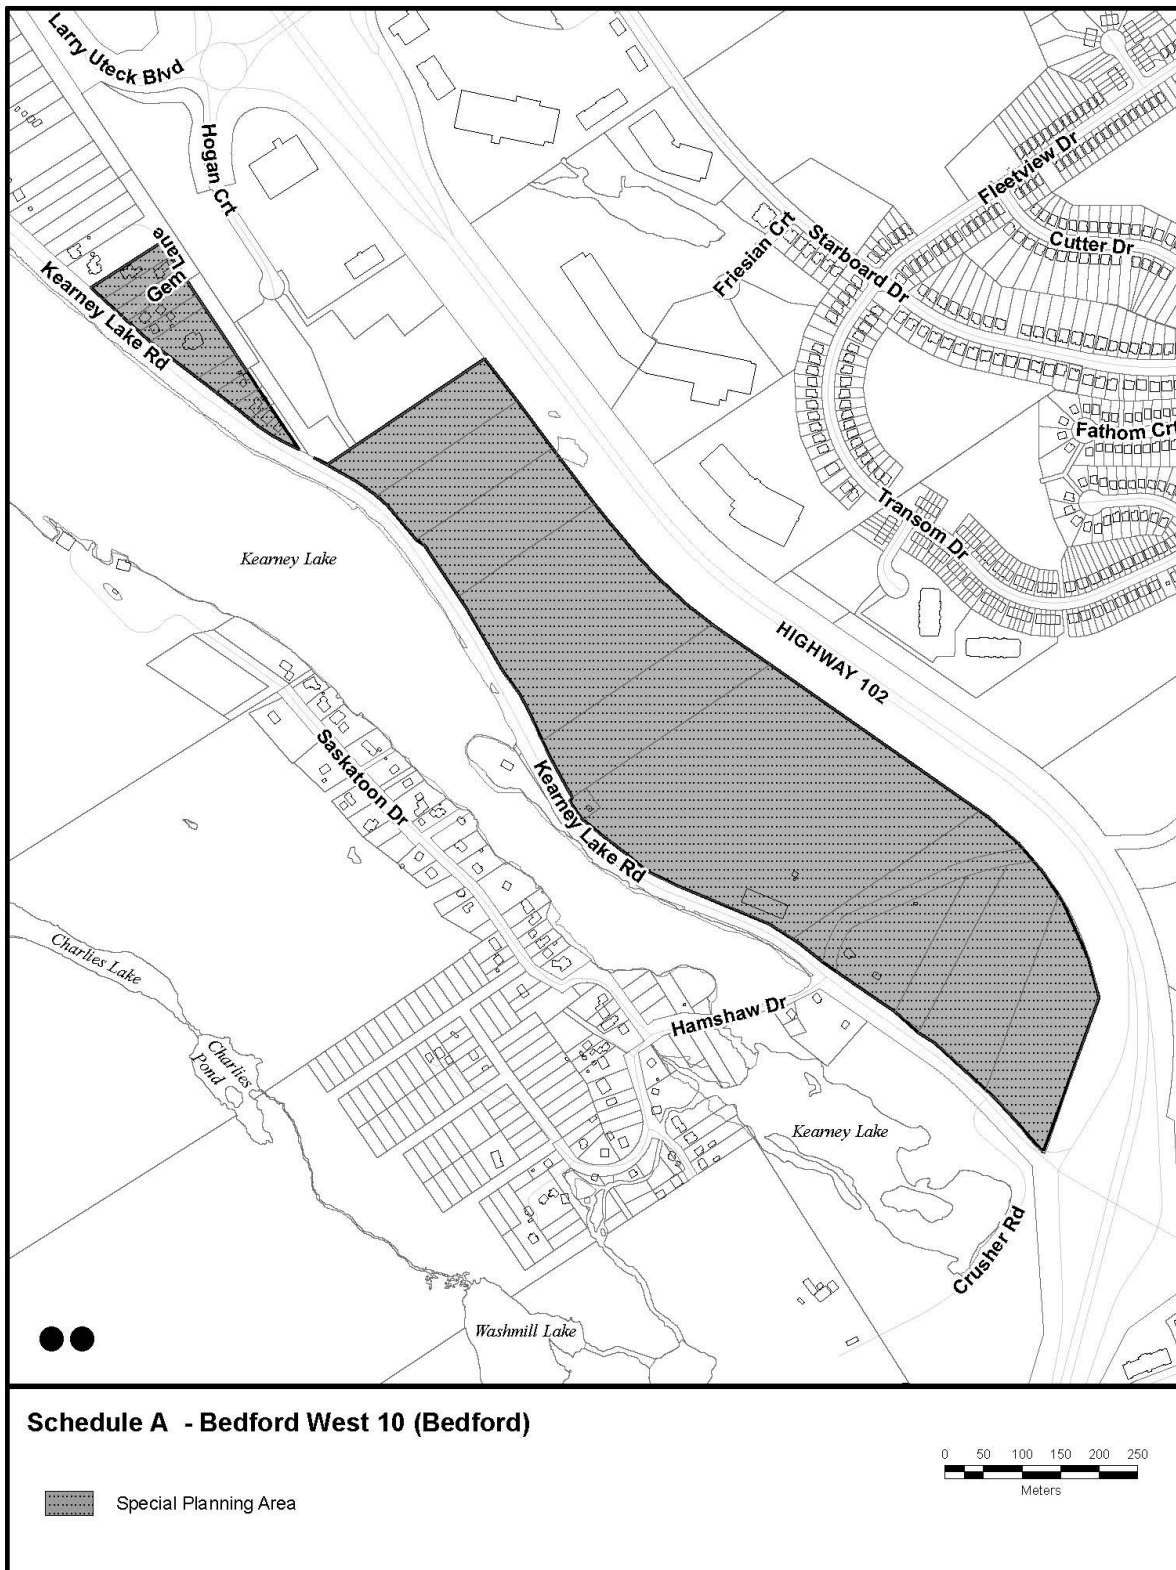 Larry Uteck Blvd
Hogan Crt
Gem Lane
Kearney Lake Rd
Fleetview Dr
Cutter Dr
Friesian Crt
Starboard Dr
Fathom Crt
Transom Dr
Kearney Lake
HIGHWAY 102
Saskatoon Dr
Kearney Lake Rd
Charlies Lake
Charlies
Pond
Hamshaw Dr
Kearney Lake
Crusher Rd
Washmill Lake
Schedule A - Bedford West 10 (Bedford)
0 50 100 150 200 250
Meters
Special Planning Area